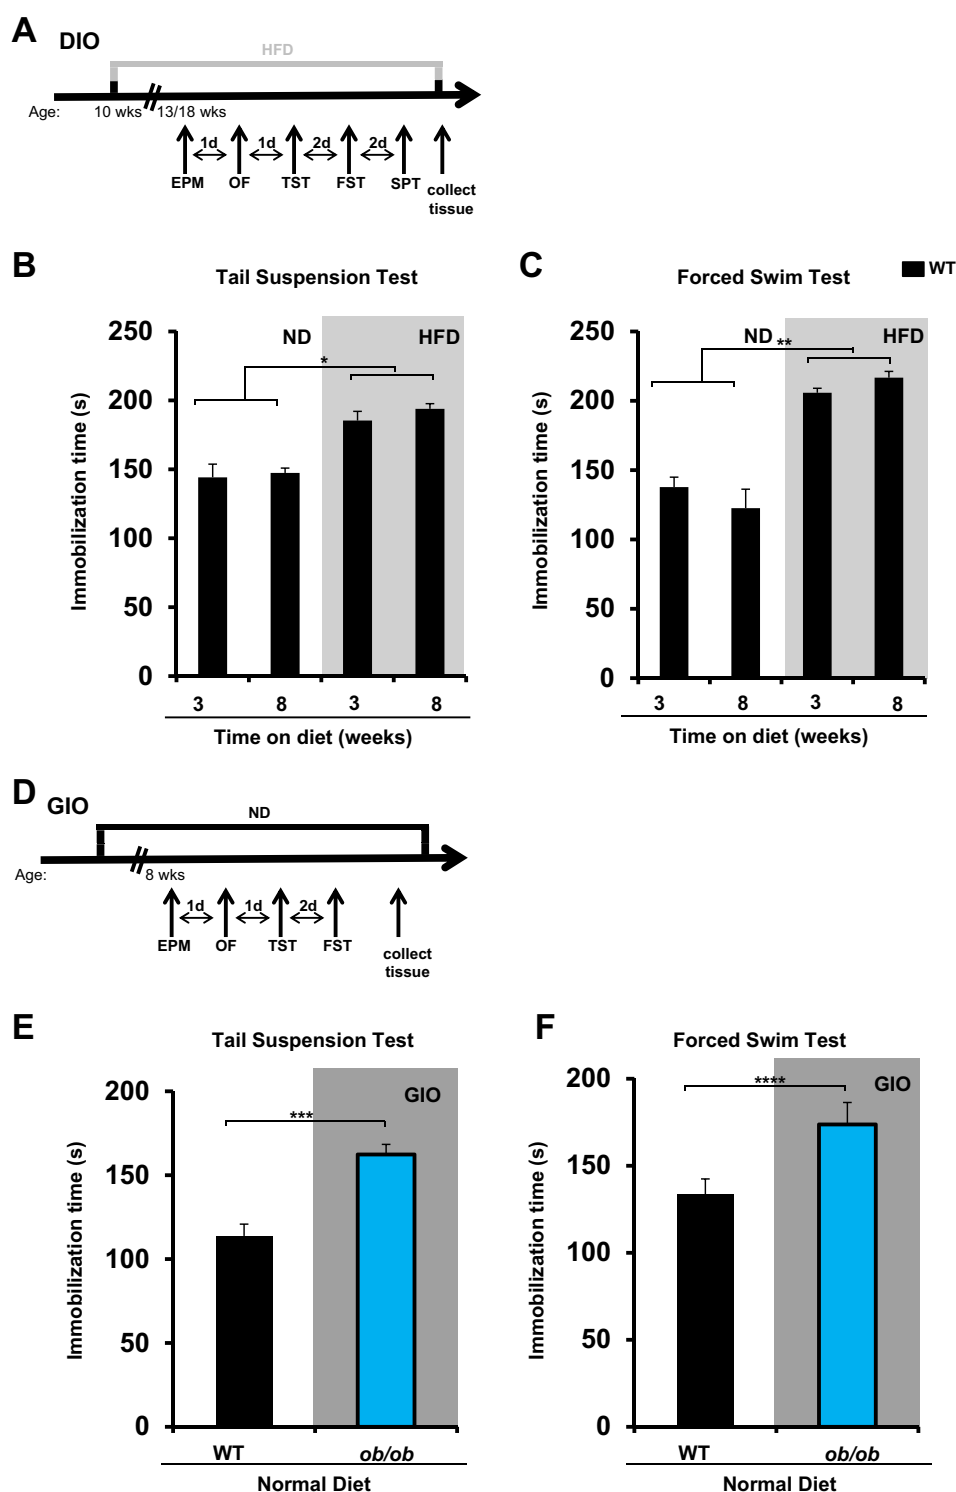 A
DIO
HFD
Age:
10 wks
13/18 wks
1d
1d
2d
2d
EPM
OF
TST
FST
SPT
collect
tissue
B
Tail Suspension Test
ND
HFD
*
Immobilization time (s)
250
200
150
100
50
0
3
8
3
8
Time on diet (weeks)
C
Forced Swim Test
WT
ND
**
HFD
Immobilization time (s)
250
200
150
100
50
0
3
8
3
8
Time on diet (weeks)
D
GIO
ND
Age:
8 wks
1d
1d
2d
EPM
OF
TST
FST
collect
tissue
E
Tail Suspension Test
GIO
***
Immobilization time (s)
200
150
100
50
0
WT
ob/ob
Normal Diet
F
Forced Swim Test
GIO
****
Immobilization time (s)
200
150
100
50
0
WT
ob/ob
Normal Diet